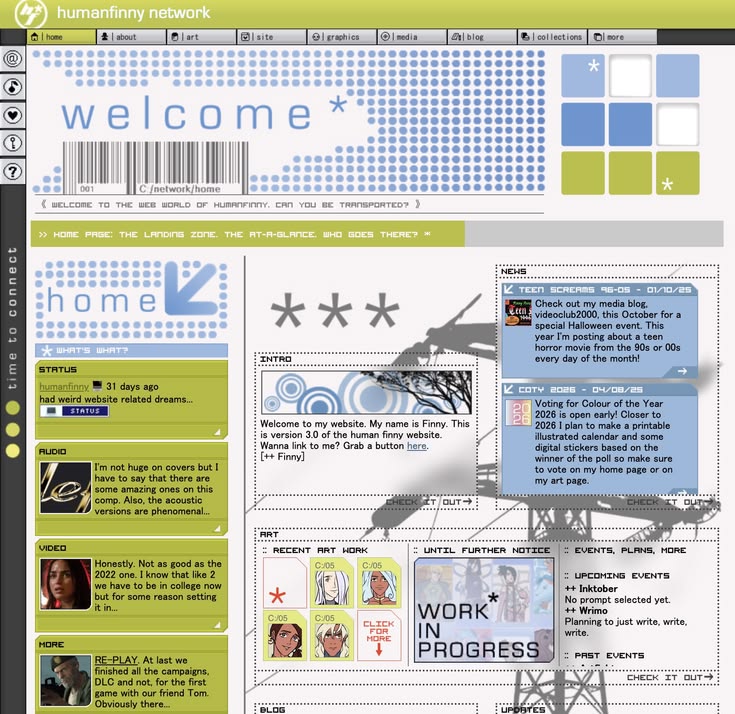 humanfinny network
home
about
art
site
graphics
media
blog
collections
more
welcome*
001
C:/network/home
《 WELCOME TO THE WEB WORLD OF HUMANFINNY. CAN YOU BE TRANSPORTED? 》
>> HOME PAGE: THE LANDING ZONE. THE AT-A-GLANCE. WHO GOES THERE? *
time to connect
home
* WHAT'S WHAT?
STATUS
humanfinny 31 days ago
had weird website related dreams...
STATUS
AUDIO
I'm not huge on covers but I
have to say that there are
some amazing ones on this
comp. Also, the acoustic
versions are phenomenal...
VIDEO
Honestly. Not as good as the
2022 one. I know that like 2
we have to be in college now
but for some reason setting
it in...
MORE
RE-PLAY. At last we
finished all the campaigns,
DLC and not, for the first
game with our friend Tom.
Obviously there...
***
INTRO
Welcome to my website. My name is Finny. This
is version 3.0 of the human finny website.
Wanna link to me? Grab a button here.
[++ Finny]
CHECK IT OUT→
NEWS
TEEN SCREAMS 96-05 - 01/10/25
Check out my media blog,
videoclub2000, this October for a
special Halloween event. This
year I'm posting about a teen
horror movie from the 90s or 00s
every day of the month!
COTY 2026 - 04/08/25
Voting for Colour of the Year
2026 is open early! Closer to
2026 I plan to make a printable
illustrated calendar and some
digital stickers based on the
winner of the poll so make sure
to vote on my home page or on
my art page.
CHECK IT OUT→
ART
:: RECENT ART WORK
C:/05
C:/05
C:/05
C:/05
CLICK
FOR
MORE
:: UNTIL FURTHER NOTICE
WORK*
IN
PROGRESS
:: EVENTS, PLANS, MORE
:: UPCOMING EVENTS
++ Inktober
No prompt selected yet.
++ Wrimo
Planning to just write, write,
write.
:: PAST EVENTS
CHECK IT OUT→
BLOG
UPDATES